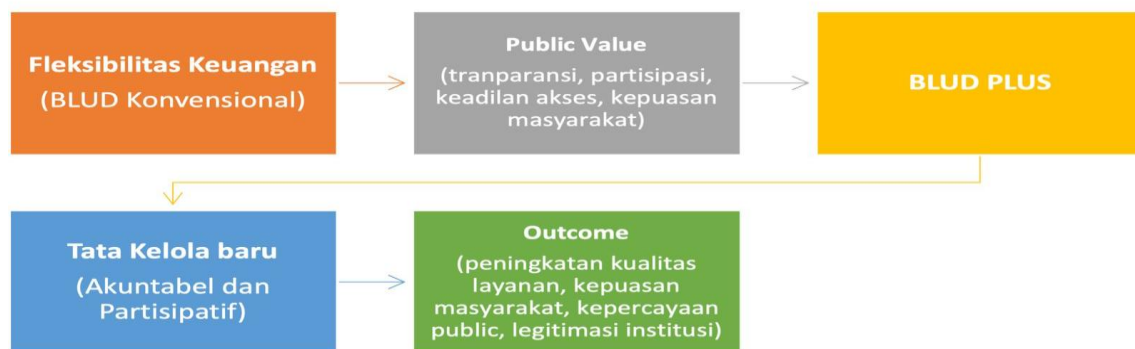 Fleksibilitas Keuangan
(BLUD Konvensional)
Public Value
(tranparansi, partisipasi,
keadilan akses, kepuasan
masyarakat)
BLUD PLUS
Tata Kelola baru
(Akuntabel dan
Partisipatif)
Outcome
(peningkatan kualitas
layanan, kepuasan
masyarakat, kepercayaan
public, legitimasi institusi)